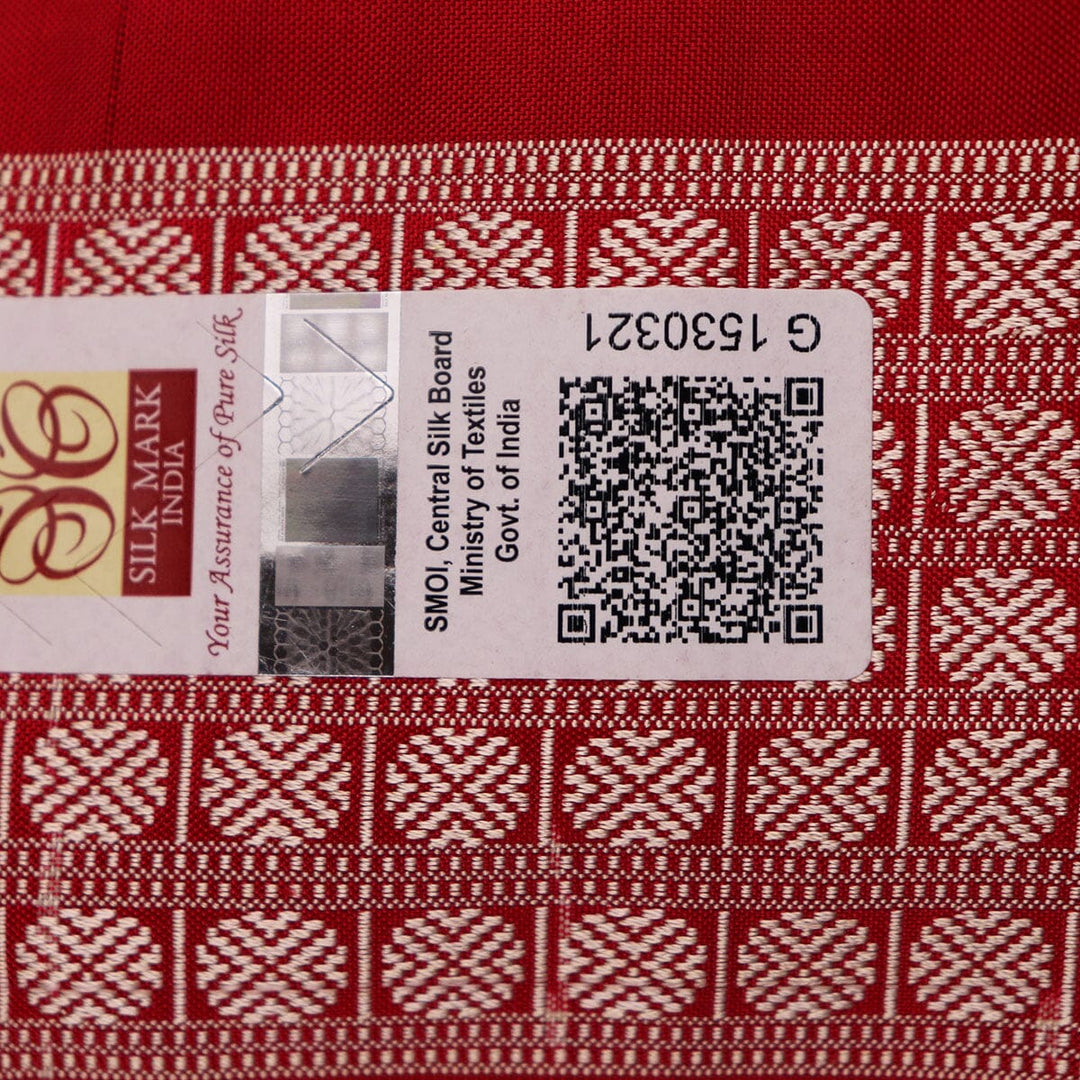 SILK MARK
INDIA
Your Assurance of Pure Silk
SMOI, Central Silk Board
Ministry of Textiles
Govt. of India
G 1530321